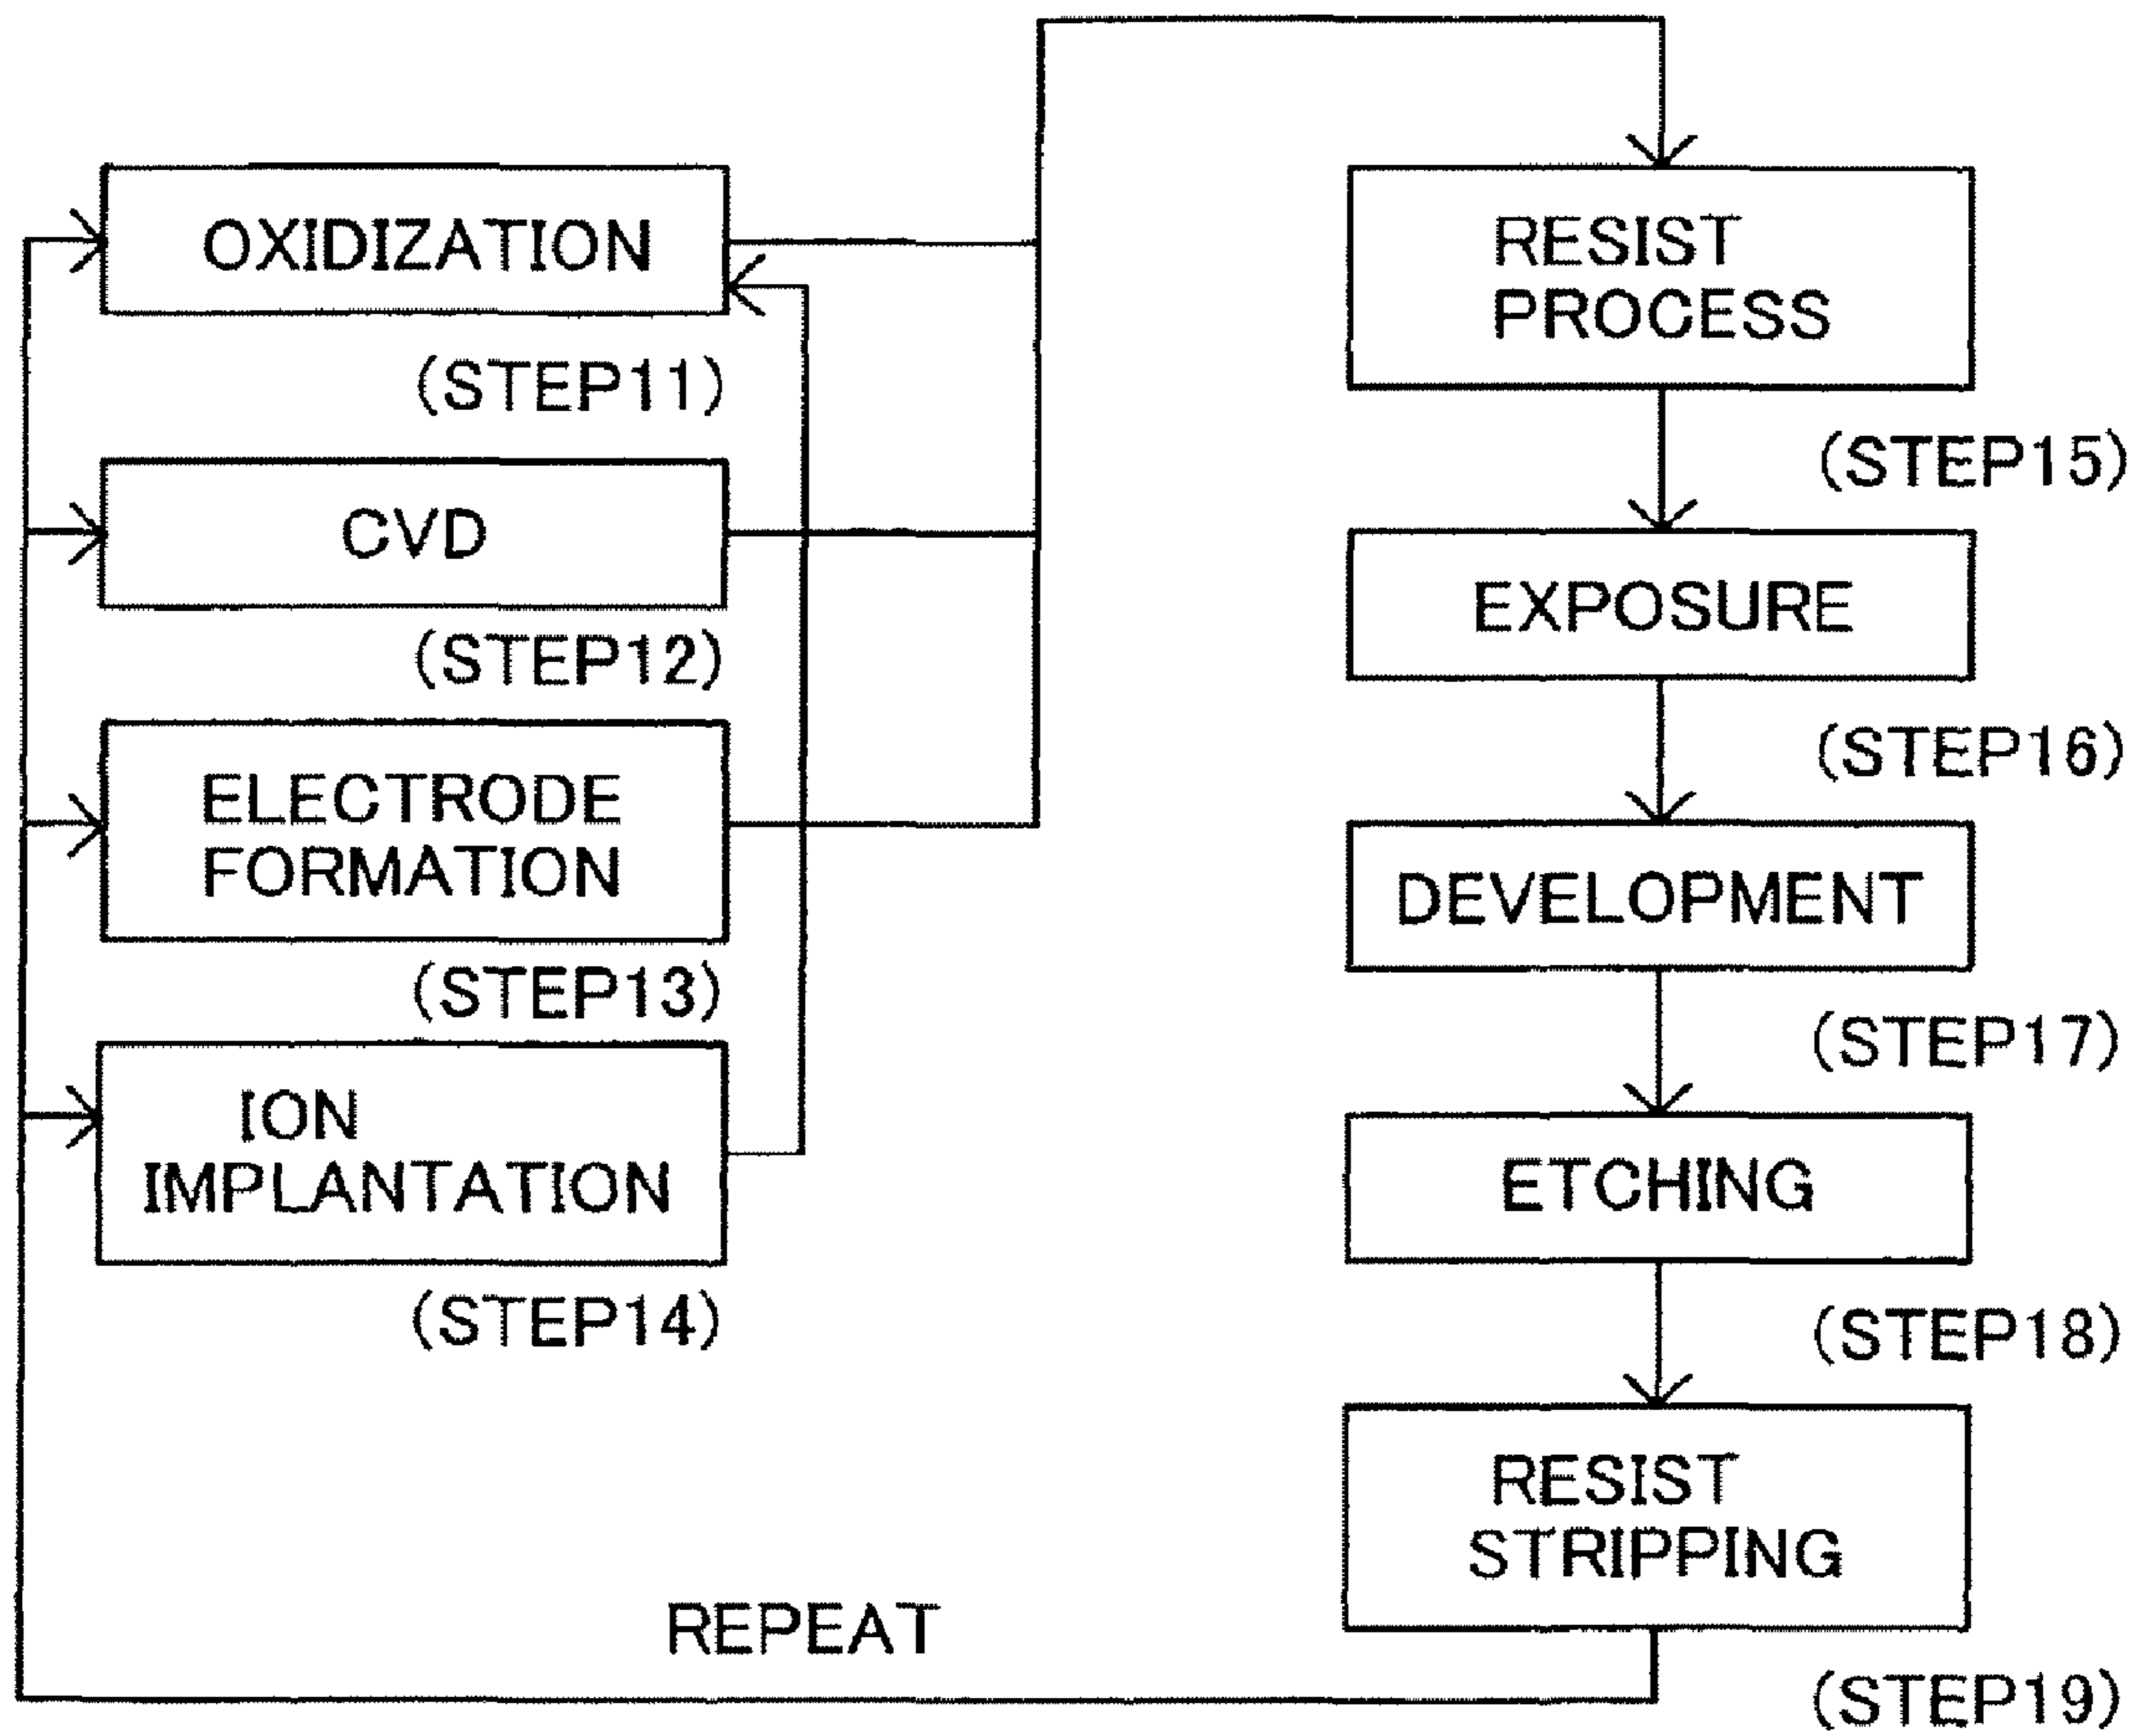 OXIDIZATION
(STEP11)
CVD
(STEP12)
ELECTRODE
FORMATION
(STEP13)
ION
IMPLANTATION
(STEP14)
RESIST
PROCESS
(STEP15)
EXPOSURE
(STEP16)
DEVELOPMENT
(STEP17)
ETCHING
(STEP18)
RESIST
STRIPPING
(STEP19)
REPEAT